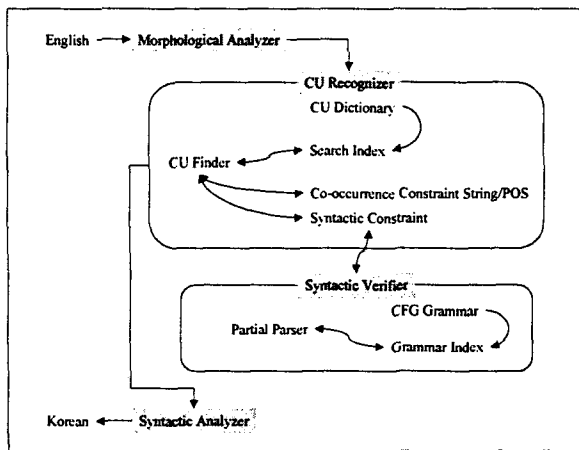 English Morphological Analyzer
CU Recognizer
CU Dictionary
Search Index
CU Finder
Co-occurrence Constraint String/POS
Syntactic Constraint
Syntactic Verifier
CFG Grammar
Partial Parser
Grammar Index
Korean Syntactic Analyzer